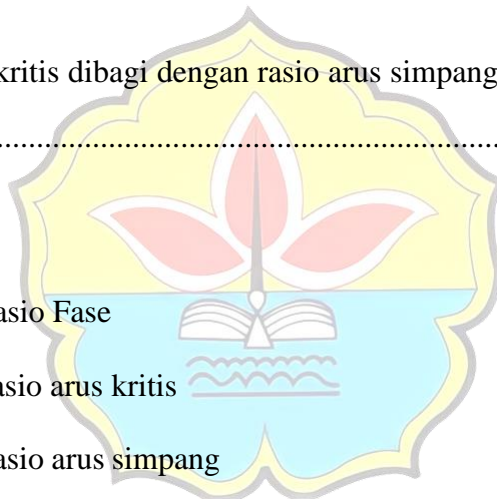 kritis dibagi dengan rasio arus simpang
................................................................
asio Fase
asio arus kritis
asio arus simpang